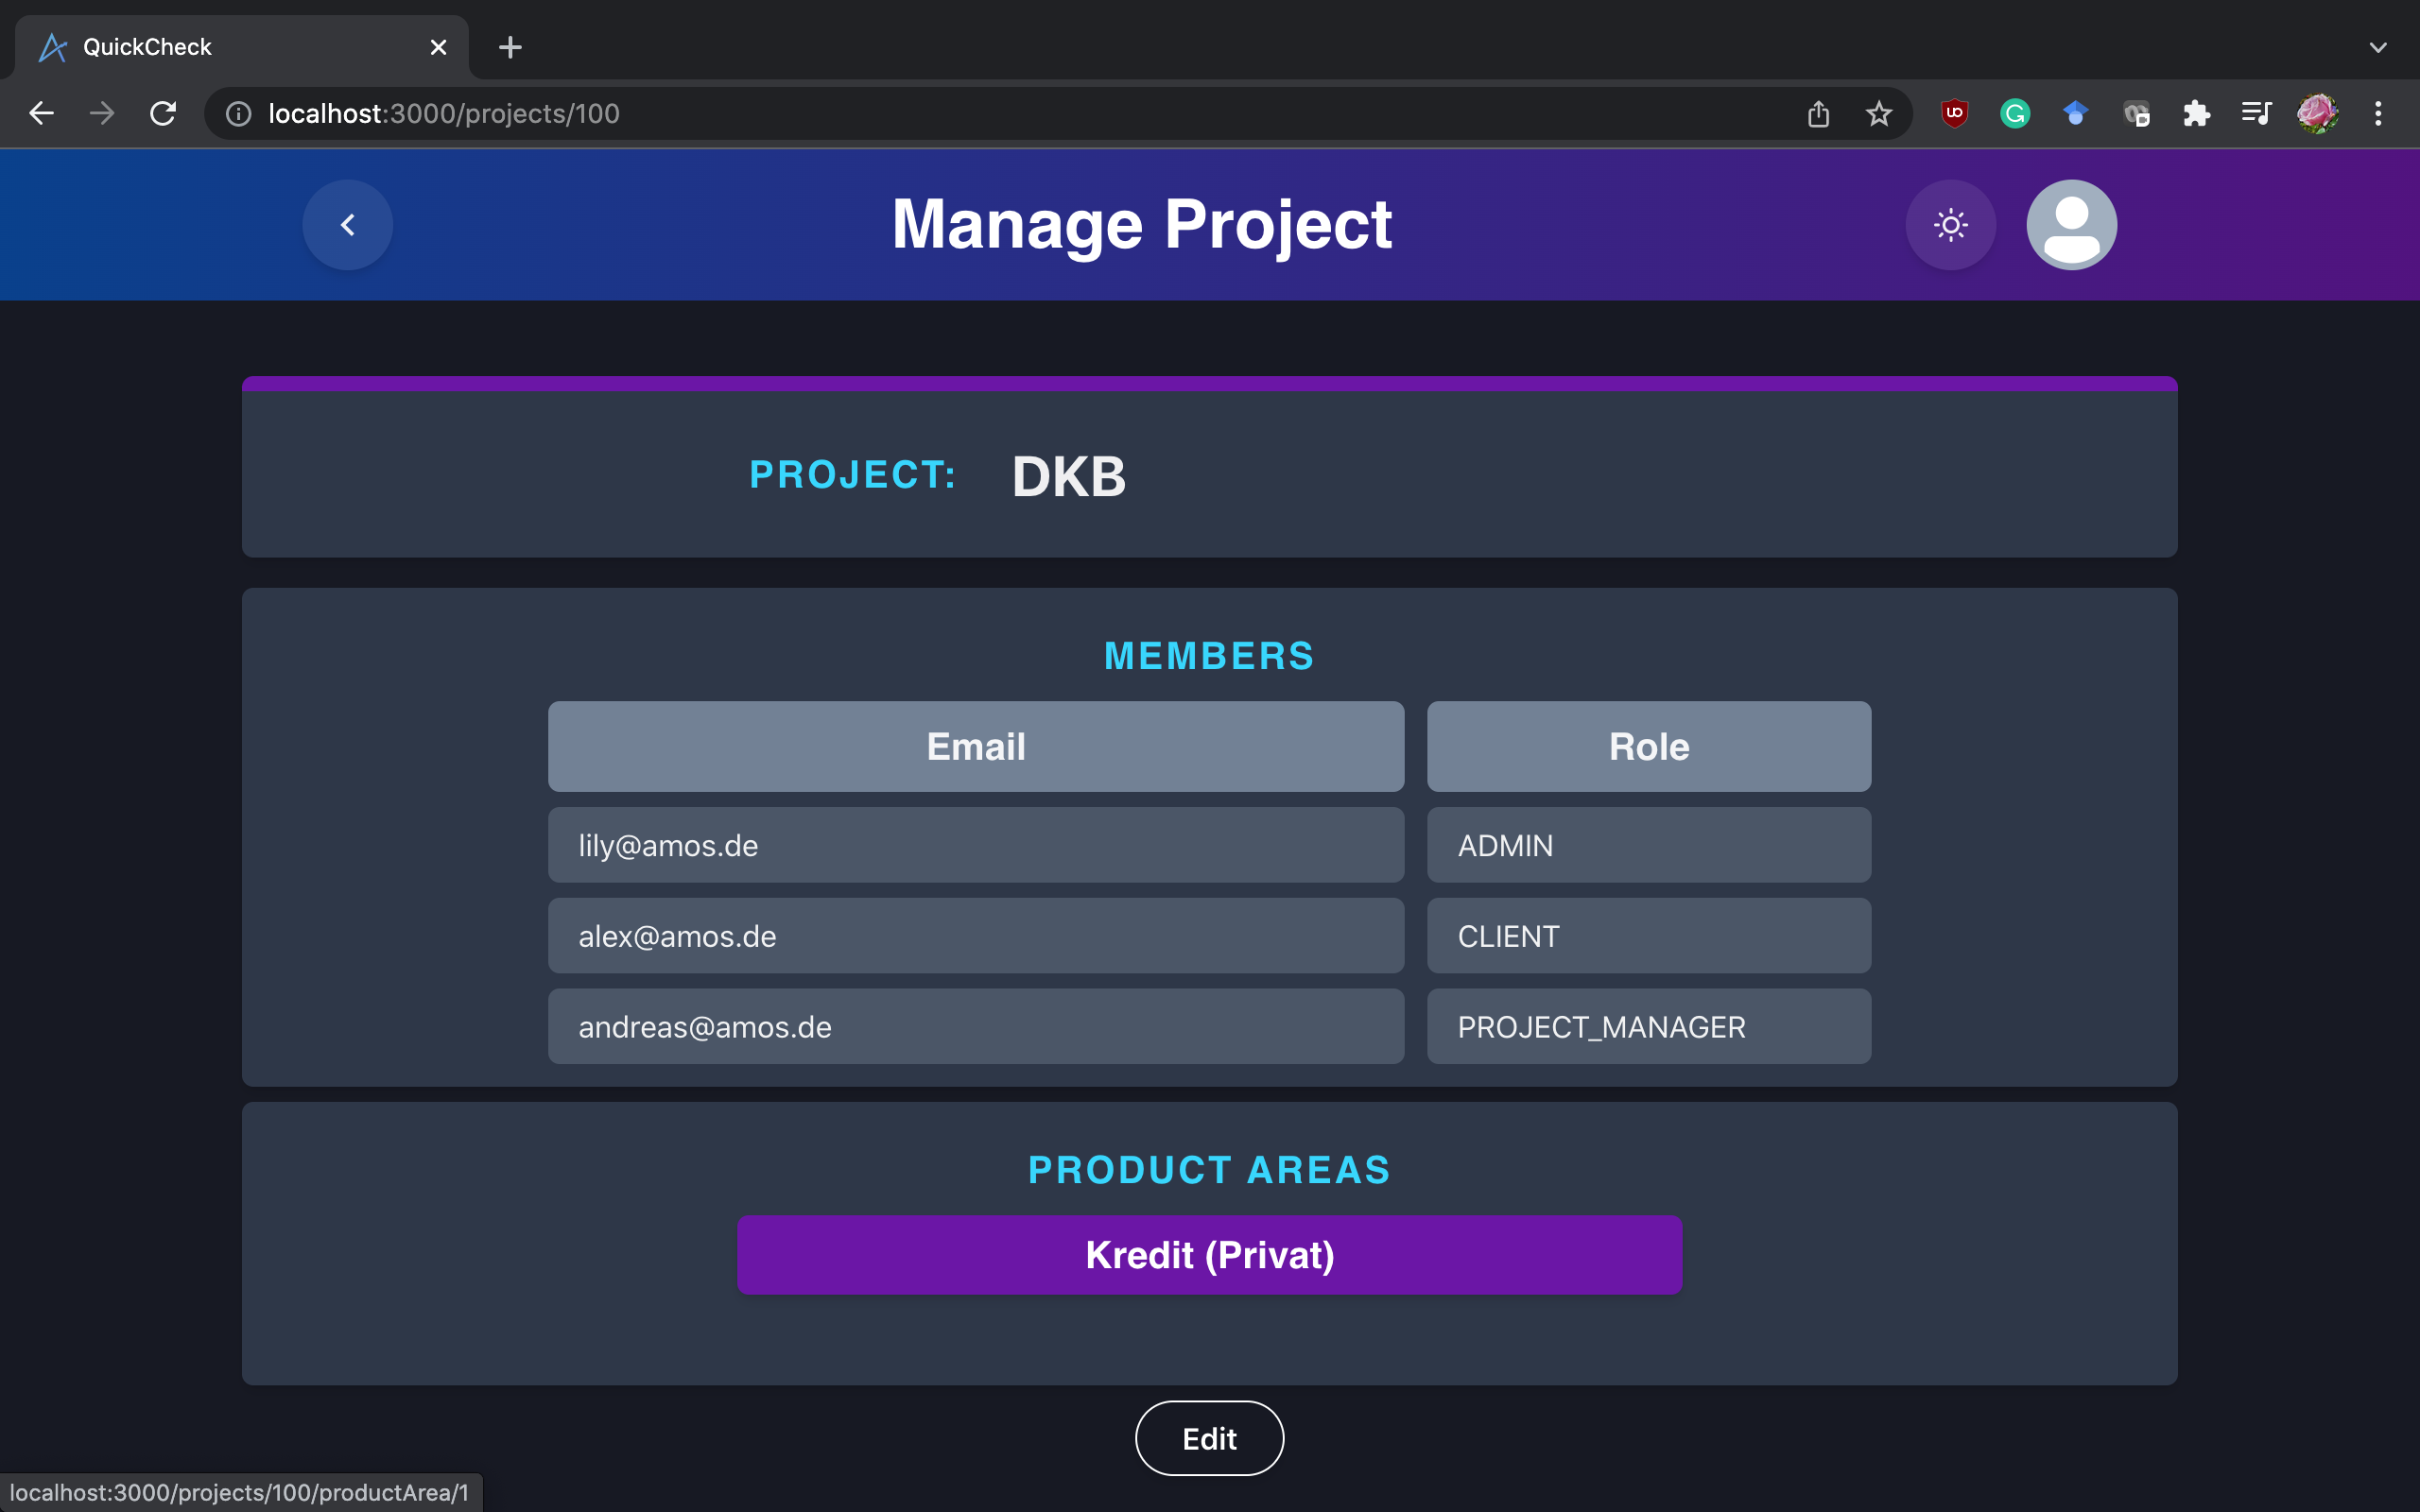 QuickCheck
localhost:3000/projects/100
Manage Project
PROJECT: DKB
MEMBERS
Email Role
lily@amos.de ADMIN
alex@amos.de CLIENT
andreas@amos.de PROJECT_MANAGER
PRODUCT AREAS
Kredit (Privat)
Edit
localhost:3000/projects/100/productArea/1